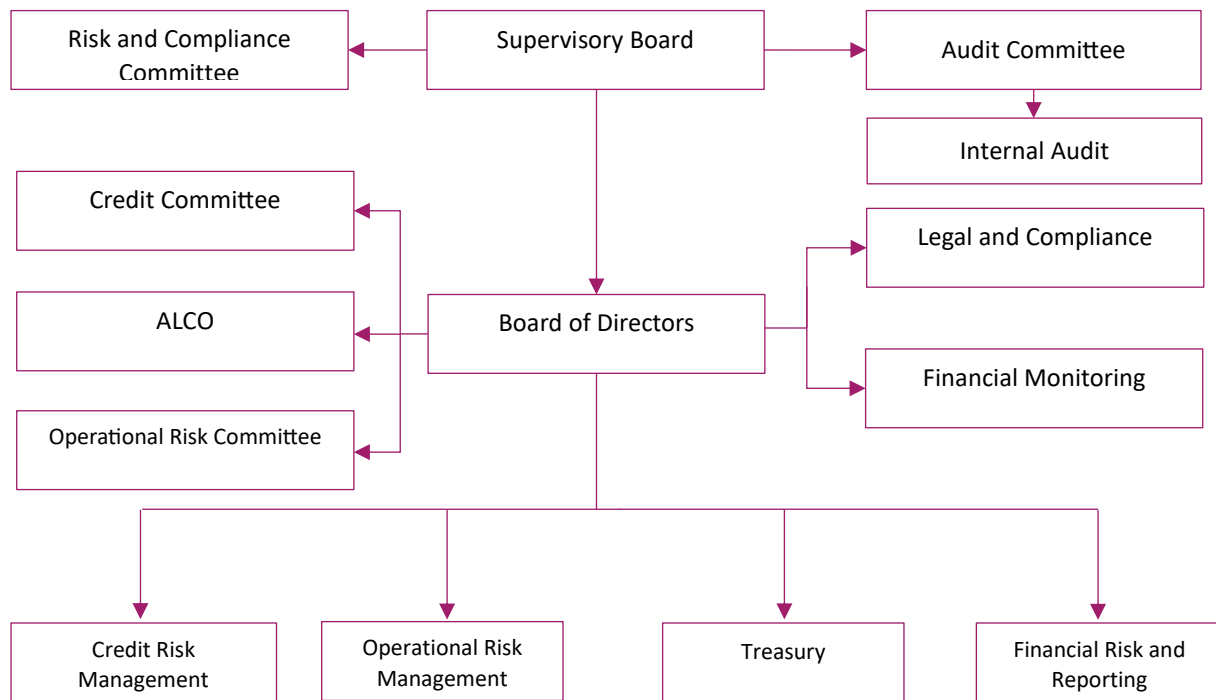 Risk and Compliance
Committee
Supervisory Board
Audit Committee
Internal Audit
Credit Committee
Legal and Compliance
ALCO
Board of Directors
Financial Monitoring
Operational Risk Committee
Credit Risk
Management
Operational Risk
Management
Treasury
Financial Risk and
Reporting